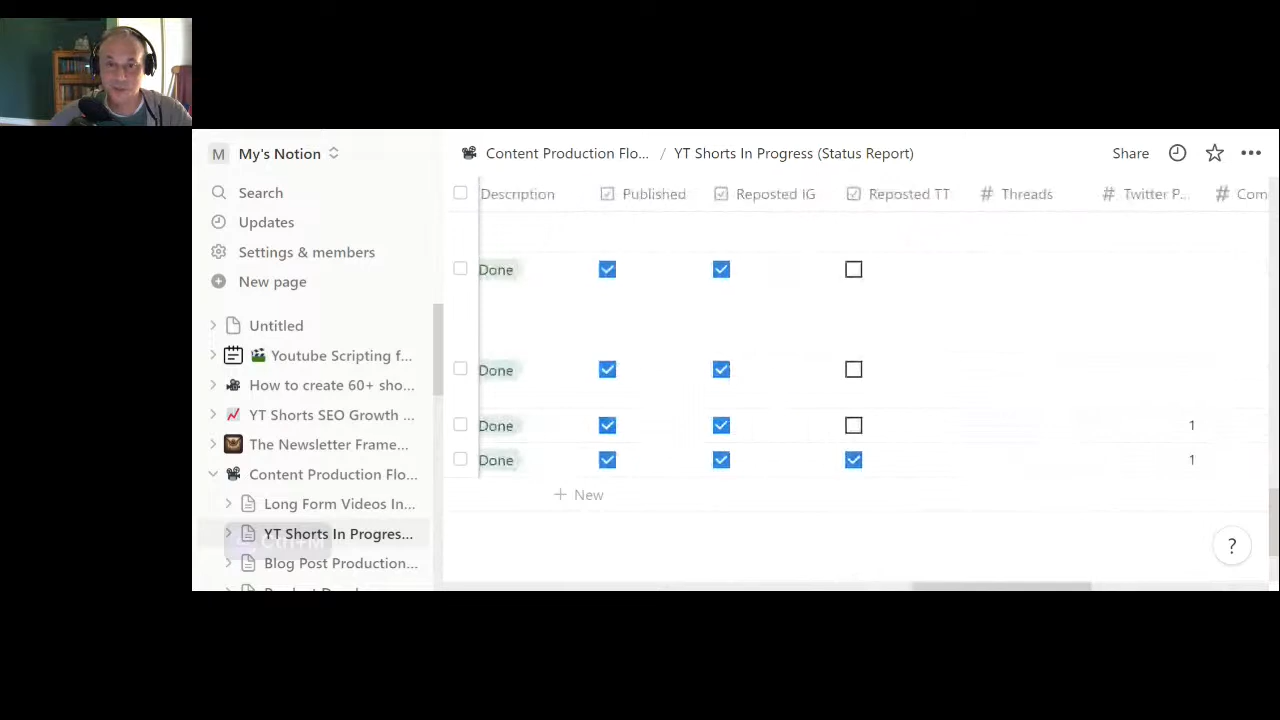 M My's Notion
Content Production Flo... / YT Shorts In Progress (Status Report)
Share
Search
Updates
Settings & members
New page
Untitled
Youtube Scripting f...
How to create 60+ sho...
YT Shorts SEO Growth ...
The Newsletter Frame...
Content Production Flo...
Long Form Videos In...
YT Shorts In Progres...
Ctrl+M
Blog Post Production...
Description Published Reposted IG Reposted TT # Threads # Twitter P... # Com
Done
Done
Done 1
Done 1
+ New
?